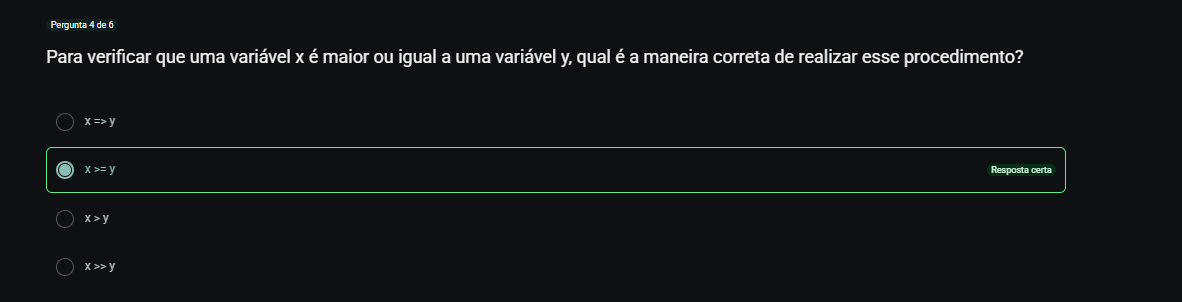 Pergunta 4 de 6
Para verificar que uma variável x é maior ou igual a uma variável y, qual é a maneira correta de realizar esse procedimento?
x => y
x >= y
Resposta certa
x > y
x >> y